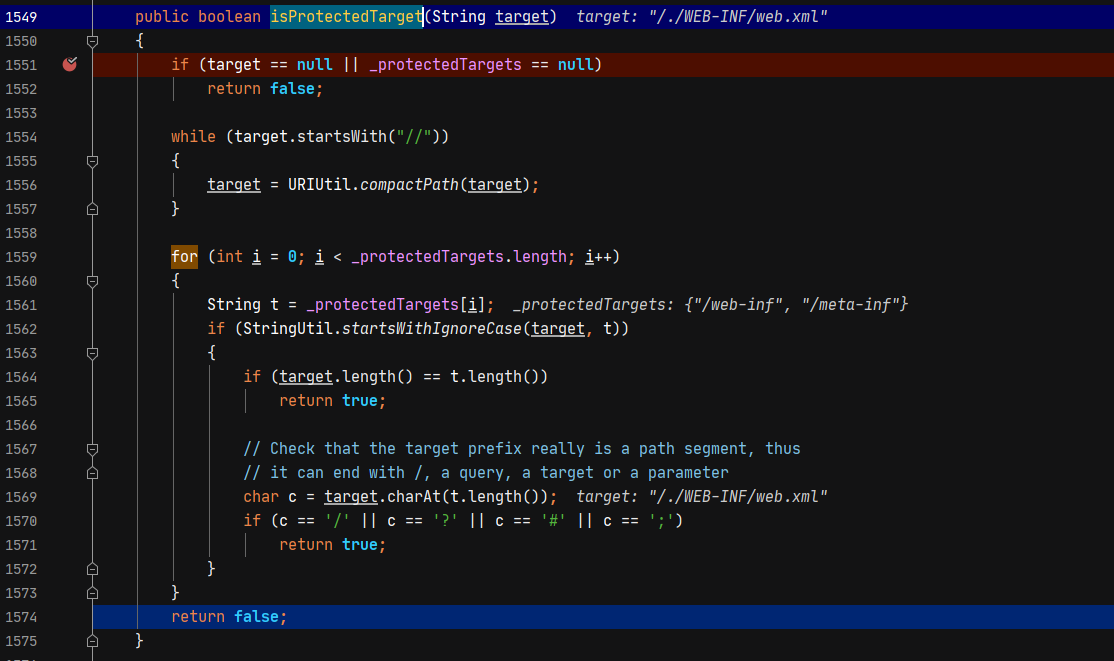 1549 public boolean isProtectedTarget(String target) target: "/./WEB-INF/web.xml"
1550 {
1551 if (target == null || _protectedTargets == null)
1552 return false;
1553
1554 while (target.startsWith("//"))
1555 {
1556 target = URIUtil.compactPath(target);
1557 }
1558
1559 for (int i = 0; i < _protectedTargets.length; i++)
1560 {
1561 String t = _protectedTargets[i]; _protectedTargets: {"/web-inf", "/meta-inf"}
1562 if (StringUtil.startsWithIgnoreCase(target, t))
1563 {
1564 if (target.length() == t.length())
1565 return true;
1566
1567 // Check that the target prefix really is a path segment, thus
1568 // it can end with /, a query, a target or a parameter
1569 char c = target.charAt(t.length()); target: "/./WEB-INF/web.xml"
1570 if (c == '/' || c == '?' || c == '#' || c == ';')
1571 return true;
1572 }
1573 }
1574 return false;
1575 }